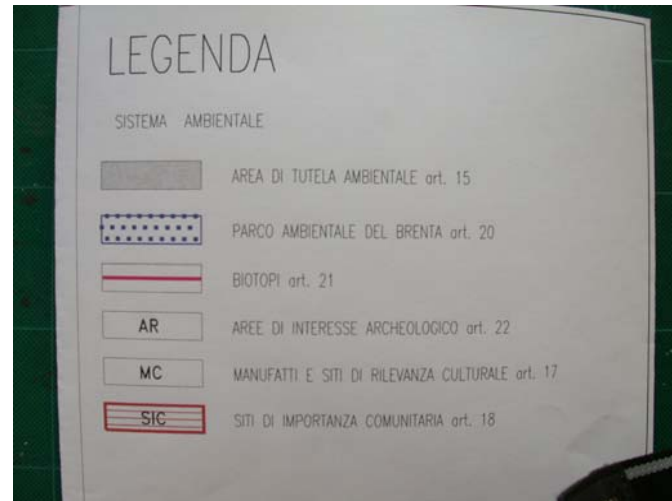 LEGENDA
SISTEMA AMBIENTALE
AREA DI TUTELA AMBIENTALE art. 15
PARCO AMBIENTALE DEL BRENTA art. 20
BIOTOPI art. 21
AR AREE DI INTERESSE ARCHEOLOGICO art. 22
MC MANUFATTI E SITI DI RILEVANZA CULTURALE art. 17
SIC SITI DI IMPORTANZA COMUNITARIA art. 18